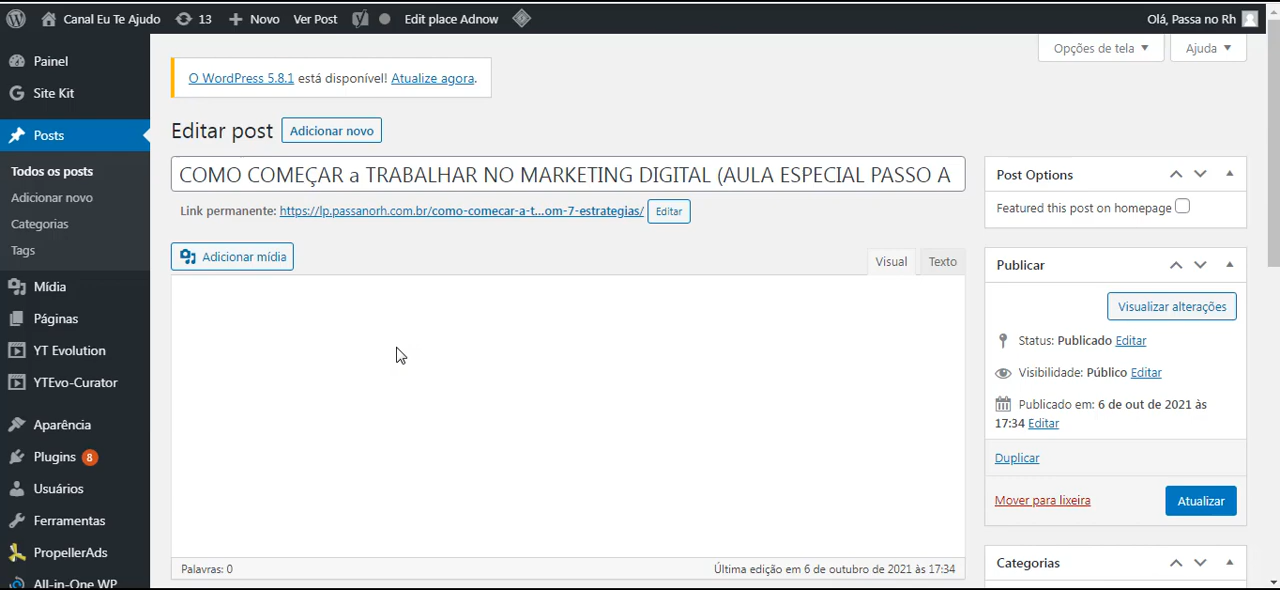 Canal Eu Te Ajudo 13 Novo Ver Post Edit place Adnow Olá, Passa no Rh
Opções de tela Ajuda
Painel
Site Kit
Posts
Todos os posts
Adicionar novo
Categorias
Tags
Mídia
Páginas
YT Evolution
YTEvo-Curator
Aparência
Plugins 8
Usuários
Ferramentas
PropellerAds
All-in-One WP
O WordPress 5.8.1 está disponível! Atualize agora.
Editar post Adicionar novo
COMO COMEÇAR a TRABALHAR NO MARKETING DIGITAL (AULA ESPECIAL PASSO A
Link permanente: https://lp.passanorh.com.br/como-comecar-a-t...om-7-estrategias/ Editar
Adicionar mídia Visual Texto
Palavras: 0 Última edição em 6 de outubro de 2021 às 17:34
Post Options
Featured this post on homepage
Publicar
Visualizar alterações
Status: Publicado Editar
Visibilidade: Público Editar
Publicado em: 6 de out de 2021 às
17:34 Editar
Duplicar
Mover para lixeira Atualizar
Categorias